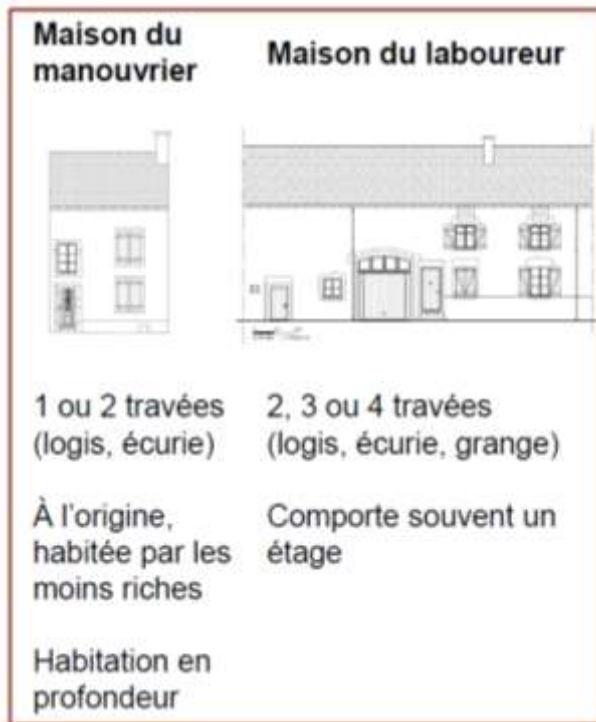 Maison du
manouvrier
Maison du laboureur
1 ou 2 travées
(logis, écurie)
À l'origine,
habitée par les
moins riches
Habitation en
profondeur
2, 3 ou 4 travées
(logis, écurie, grange)
Comporte souvent un
étage